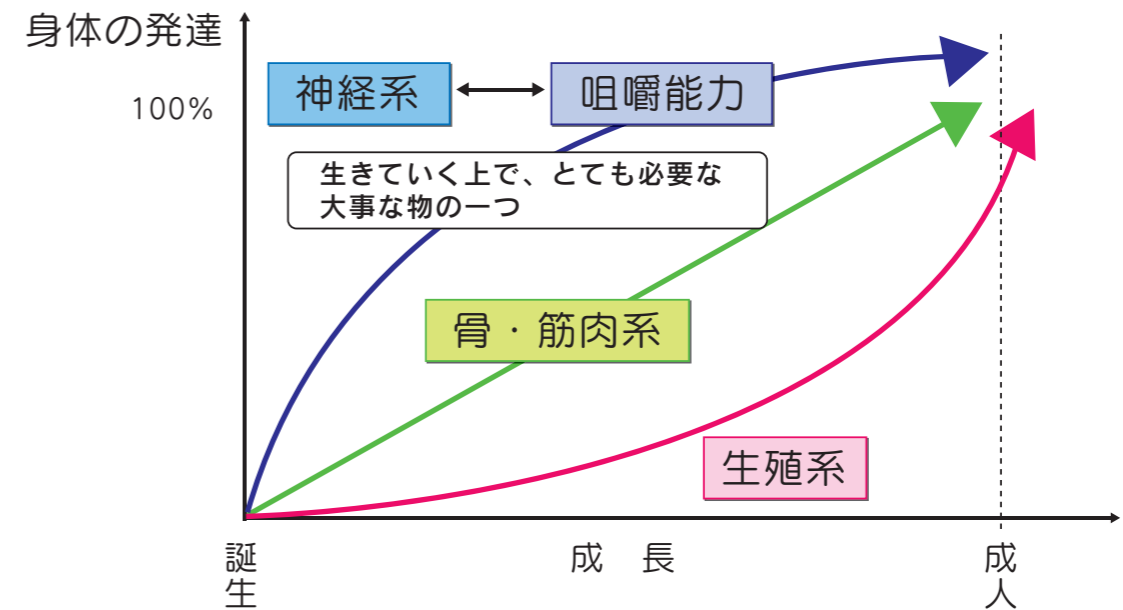 身体の発達
100%
神経系
咀嚼能力
生きていく上で、とても必要な
大事な物の一つ
骨・筋肉系
生殖系
誕生
成長
成人